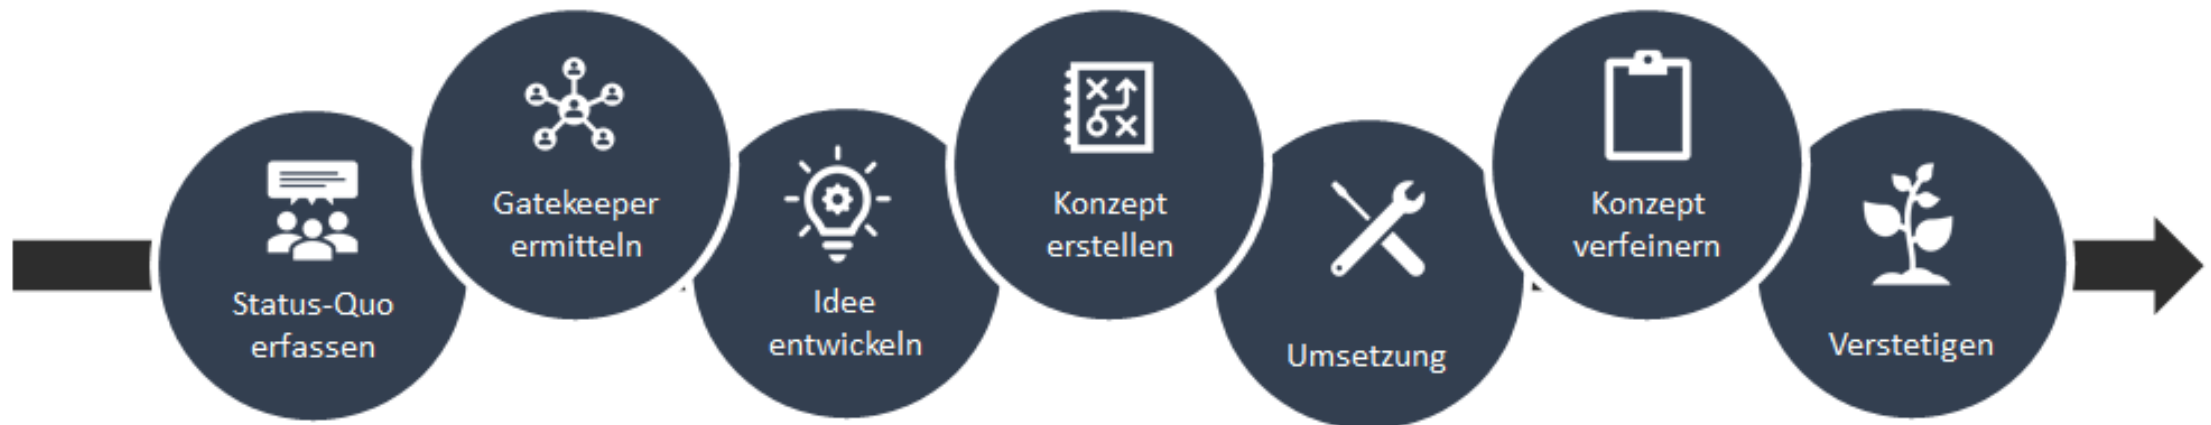 Status-Quo
erfassen
Gatekeeper
ermitteln
Idee
entwickeln
Konzept
erstellen
Umsetzung
Konzept
verfeinern
Verstetigen